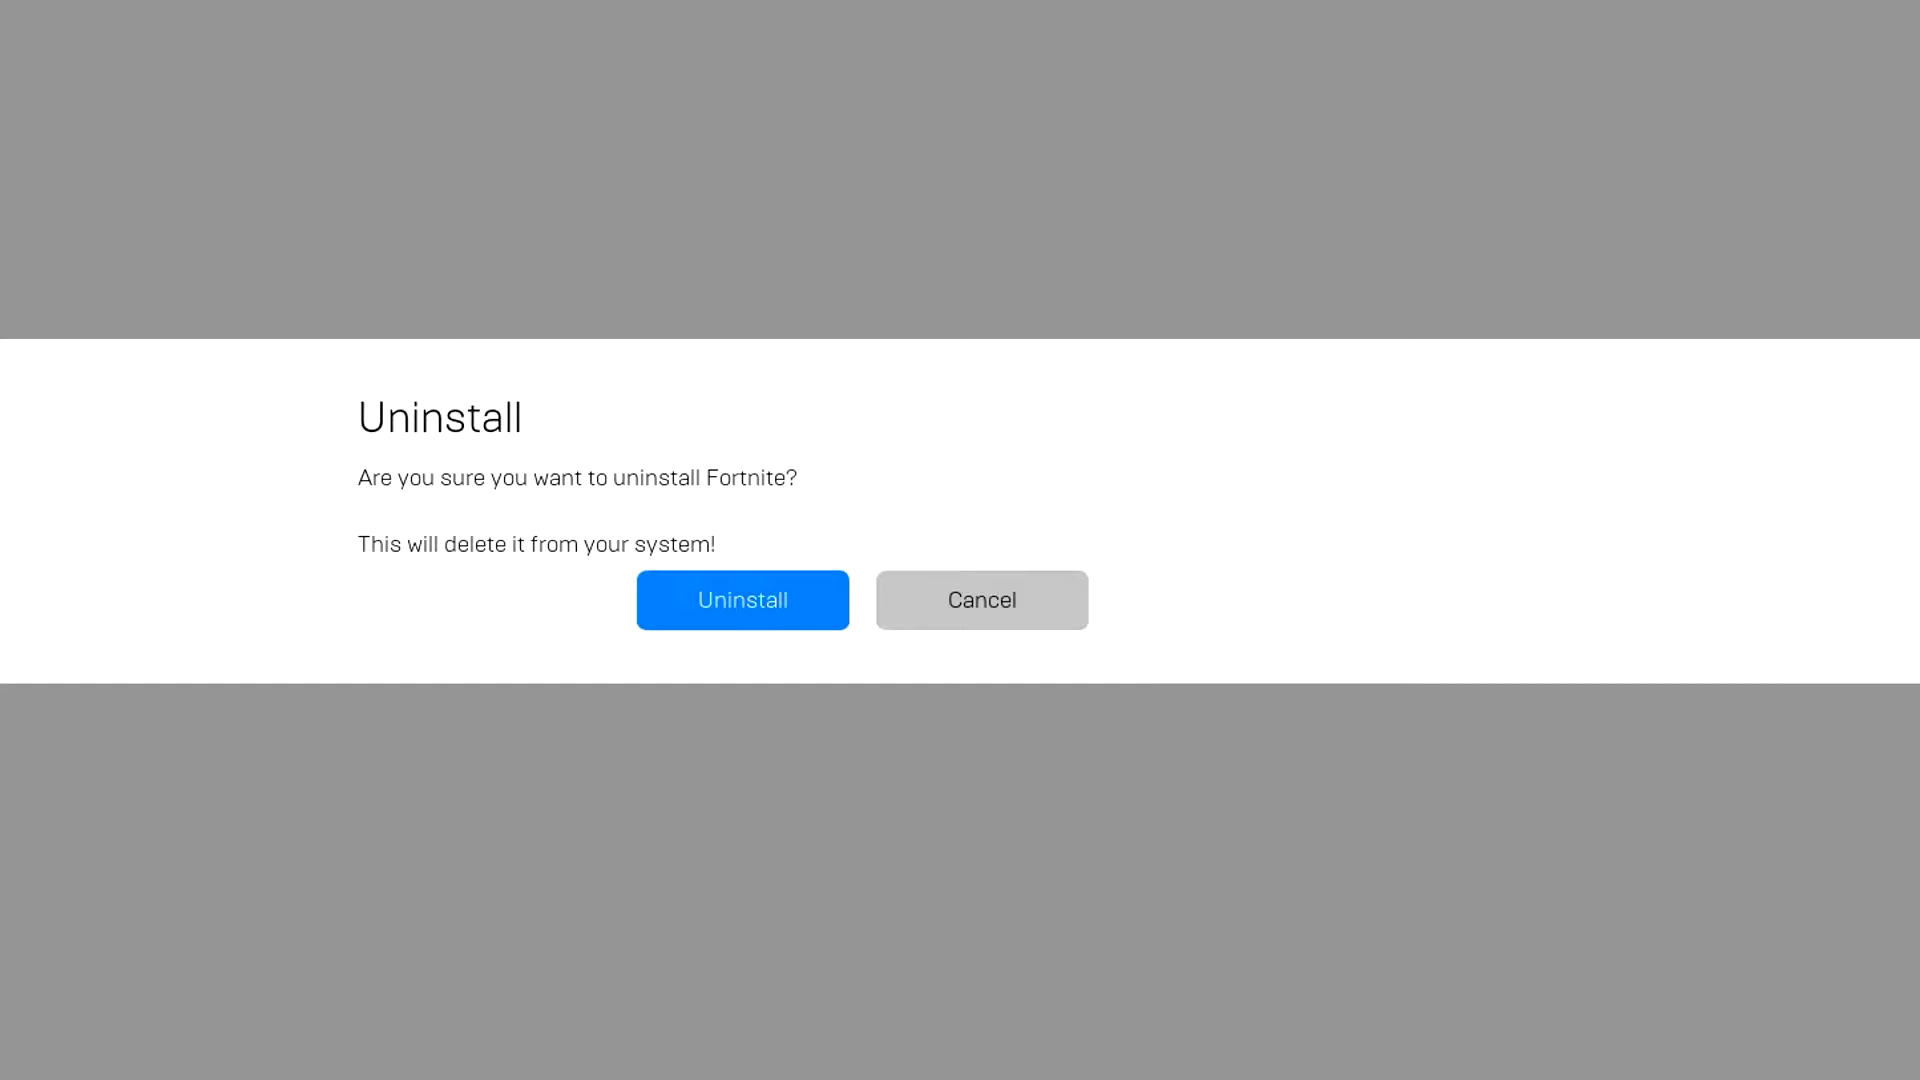 Uninstall
Are you sure you want to uninstall Fortnite?
This will delete it from your system!
Uninstall Cancel